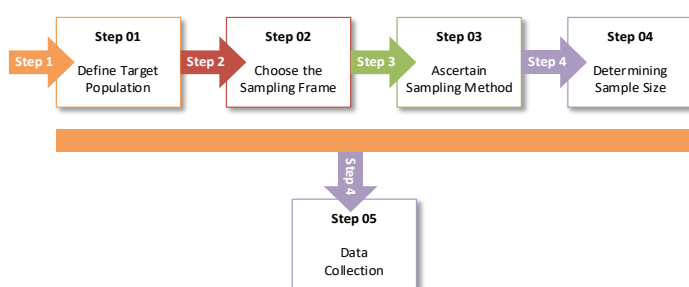 Step 1
Step 01
Define Target
Population
Step 2
Step 02
Choose the
Sampling Frame
Step 3
Step 03
Ascertain
Sampling Method
Step 4
Step 04
Determining
Sample Size
Step 4
Step 05
Data
Collection